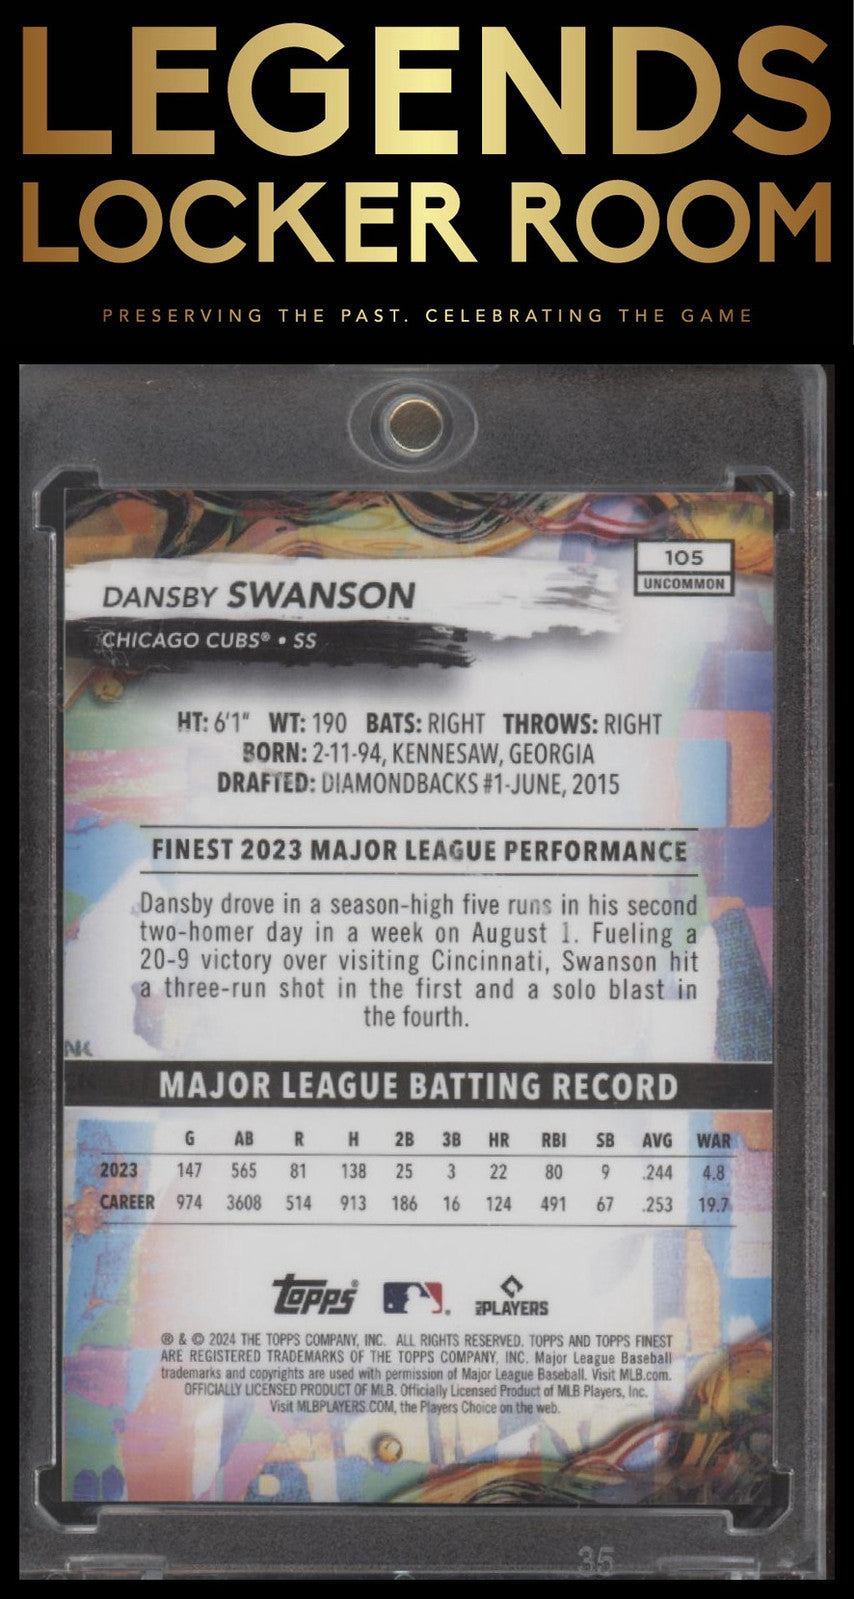 LEGENDS
LOCKER ROOM
PRESERVING THE PAST. CELEBRATING THE GAME
105
UNCOMMON
DANSBY SWANSON
CHICAGO CUBS® • SS
HT: 6'1" WT: 190 BATS: RIGHT THROWS: RIGHT
BORN: 2-11-94, KENNESAW, GEORGIA
DRAFTED: DIAMONDBACKS #1-JUNE, 2015
FINEST 2023 MAJOR LEAGUE PERFORMANCE
Dansby drove in a season-high five runs in his second
two-homer day in a week on August 1. Fueling a
20-9 victory over visiting Cincinnati, Swanson hit
a three-run shot in the first and a solo blast in
the fourth.
MAJOR LEAGUE BATTING RECORD
G AB R H 2B 3B HR RBI SB AVG WAR
2023 147 565 81 138 25 3 22 80 9 .244 4.8
CAREER 974 3608 514 913 186 16 124 491 67 .253 19.7
Topps® PLAYERS
® & © 2024 THE TOPPS COMPANY, INC. ALL RIGHTS RESERVED. TOPPS AND TOPPS FINEST
ARE REGISTERED TRADEMARKS OF THE TOPPS COMPANY, INC. Major League Baseball
trademarks and copyrights are used with permission of Major League Baseball. Visit MLB.com.
OFFICIALLY LICENSED PRODUCT OF MLB. Officially Licensed Product of MLB Players, Inc.
Visit MLBPLAYERS.COM, the Players Choice on the web.
35